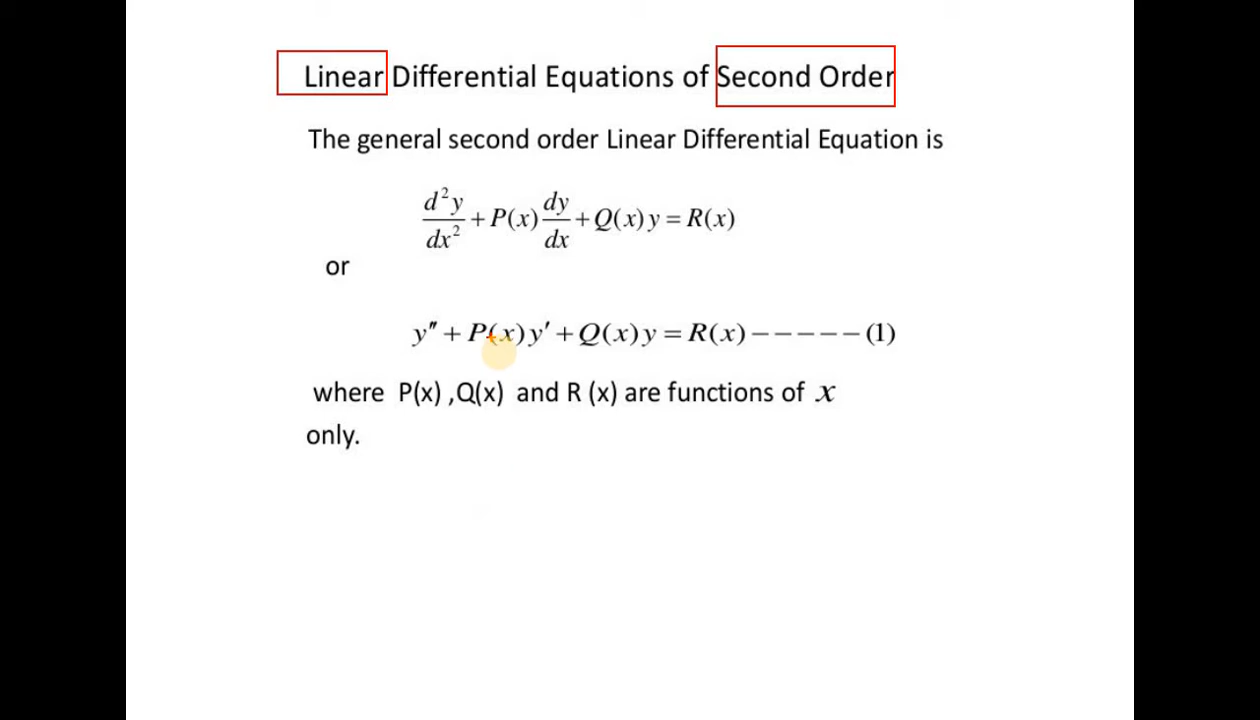 Linear Differential Equations of Second Order
The general second order Linear Differential Equation is
d²y/dx² + P(x) dy/dx + Q(x) y = R(x)
or
y″ + P(x) y′ + Q(x) y = R(x) − − − − − (1)
where P(x) ,Q(x) and R (x) are functions of x
only.